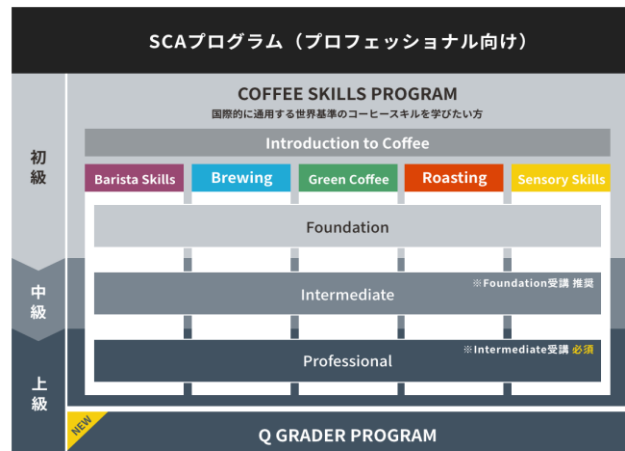 SCAプログラム（プロフェッショナル向け）
COFFEE SKILLS PROGRAM
国際的に通用する世界基準のコーヒースキルを学びたい方
Introduction to Coffee
初級
Barista Skills
Brewing
Green Coffee
Roasting
Sensory Skills
Foundation
中級
※Foundation受講 推奨
Intermediate
※Intermediate受講 必須
Professional
上級
NEW
Q GRADER PROGRAM